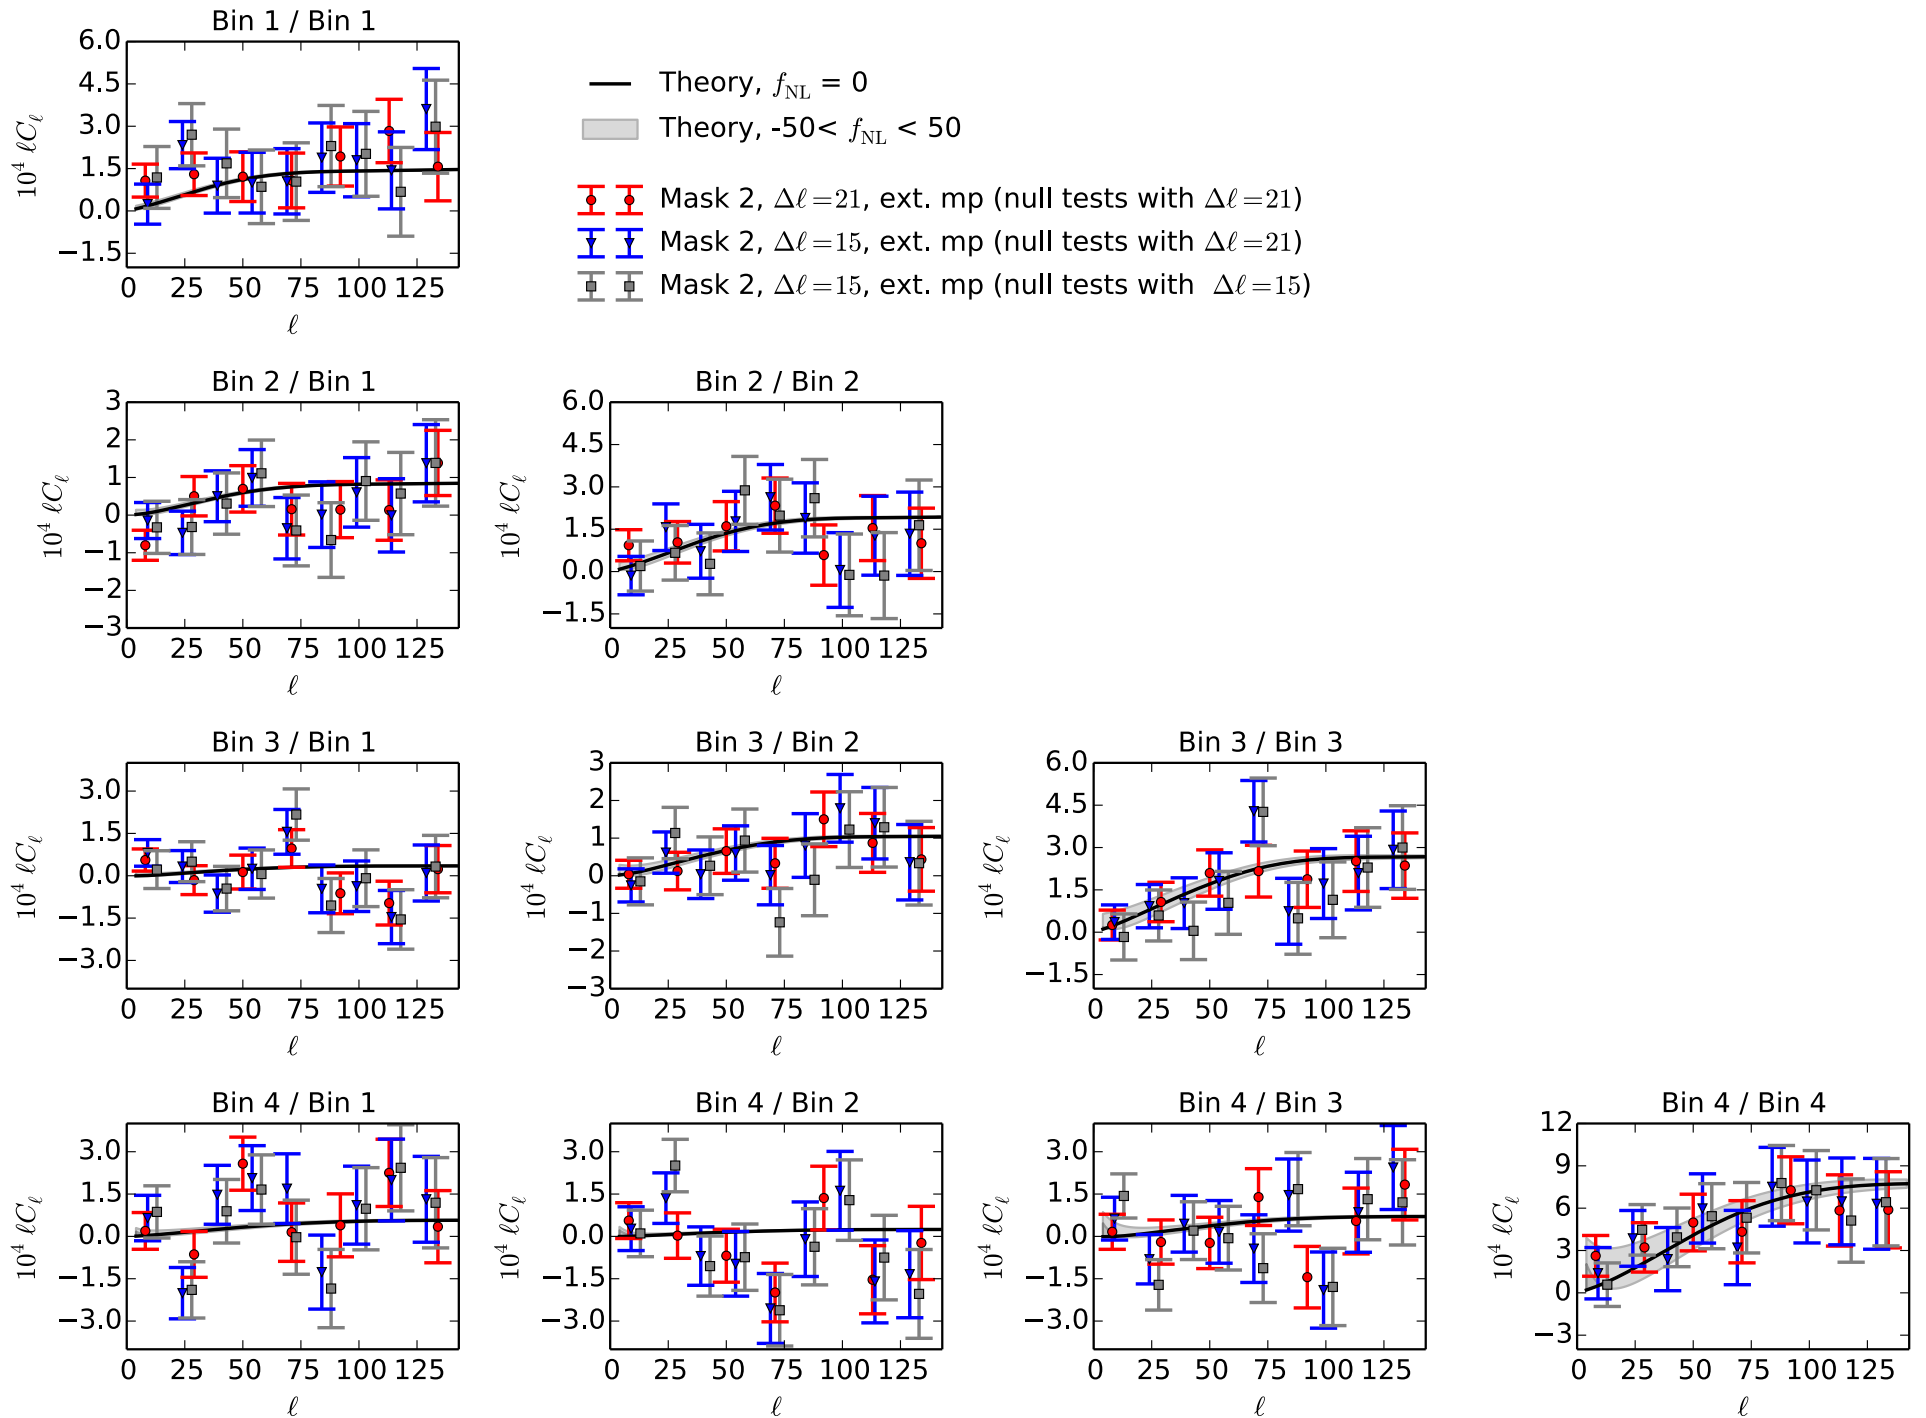 Bin 1 / Bin 1
6.0
4.5
3.0
1.5
0.0
−1.5
10⁴ ℓC_ℓ
0 25 50 75 100 125
ℓ
Theory, f_NL = 0
Theory, -50< f_NL < 50
Mask 2, Δℓ=21, ext. mp (null tests with Δℓ=21)
Mask 2, Δℓ=15, ext. mp (null tests with Δℓ=21)
Mask 2, Δℓ=15, ext. mp (null tests with Δℓ=15)
Bin 2 / Bin 1
3
2
1
0
−1
−2
−3
10⁴ ℓC_ℓ
0 25 50 75 100 125
ℓ
Bin 2 / Bin 2
6.0
4.5
3.0
1.5
0.0
−1.5
10⁴ ℓC_ℓ
0 25 50 75 100 125
ℓ
Bin 3 / Bin 1
3.0
1.5
0.0
−1.5
−3.0
10⁴ ℓC_ℓ
0 25 50 75 100 125
ℓ
Bin 3 / Bin 2
3
2
1
0
−1
−2
−3
10⁴ ℓC_ℓ
0 25 50 75 100 125
ℓ
Bin 3 / Bin 3
6.0
4.5
3.0
1.5
0.0
−1.5
10⁴ ℓC_ℓ
0 25 50 75 100 125
ℓ
Bin 4 / Bin 1
3.0
1.5
0.0
−1.5
−3.0
10⁴ ℓC_ℓ
0 25 50 75 100 125
ℓ
Bin 4 / Bin 2
3.0
1.5
0.0
−1.5
−3.0
10⁴ ℓC_ℓ
0 25 50 75 100 125
ℓ
Bin 4 / Bin 3
3.0
1.5
0.0
−1.5
−3.0
10⁴ ℓC_ℓ
0 25 50 75 100 125
ℓ
Bin 4 / Bin 4
12
9
6
3
0
−3
10⁴ ℓC_ℓ
0 25 50 75 100 125
ℓ